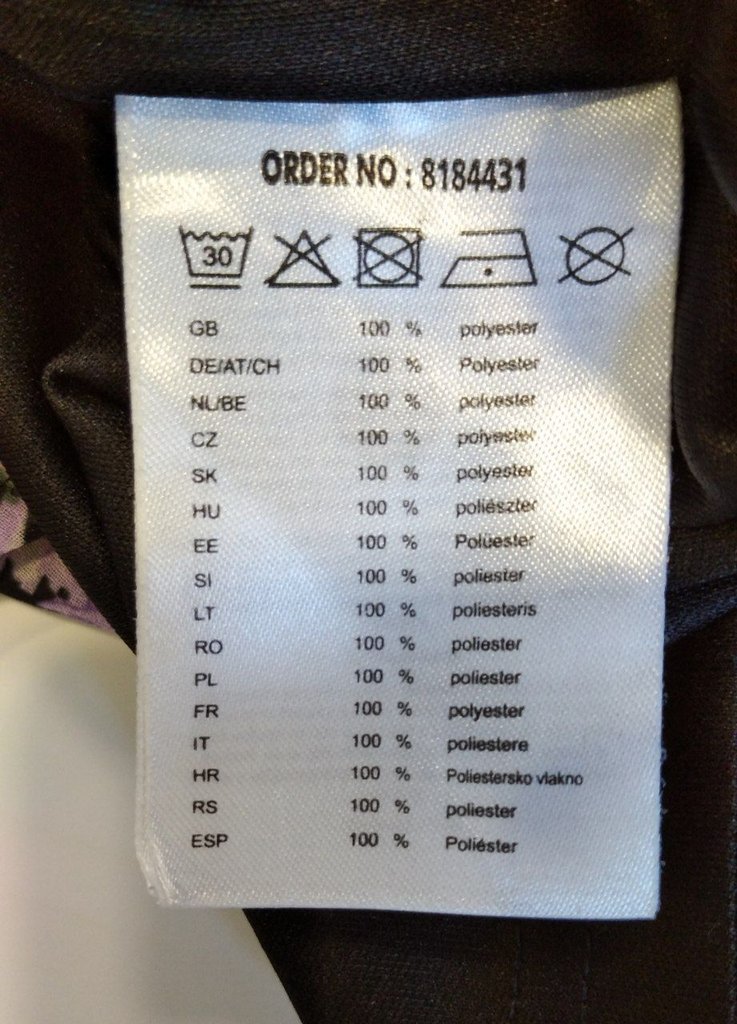 ORDER NO : 8184431
30
GB 100 % polyester
DE/AT/CH 100 % Polyester
NL/BE 100 % polyester
CZ 100 % polyester
SK 100 % polyester
HU 100 % poliészter
EE 100 % Polüester
SI 100 % poliester
LT 100 % poliesteris
RO 100 % poliester
PL 100 % poliester
FR 100 % polyester
IT 100 % poliestere
HR 100 % Poliestersko vlakno
RS 100 % poliester
ESP 100 % Poliéster